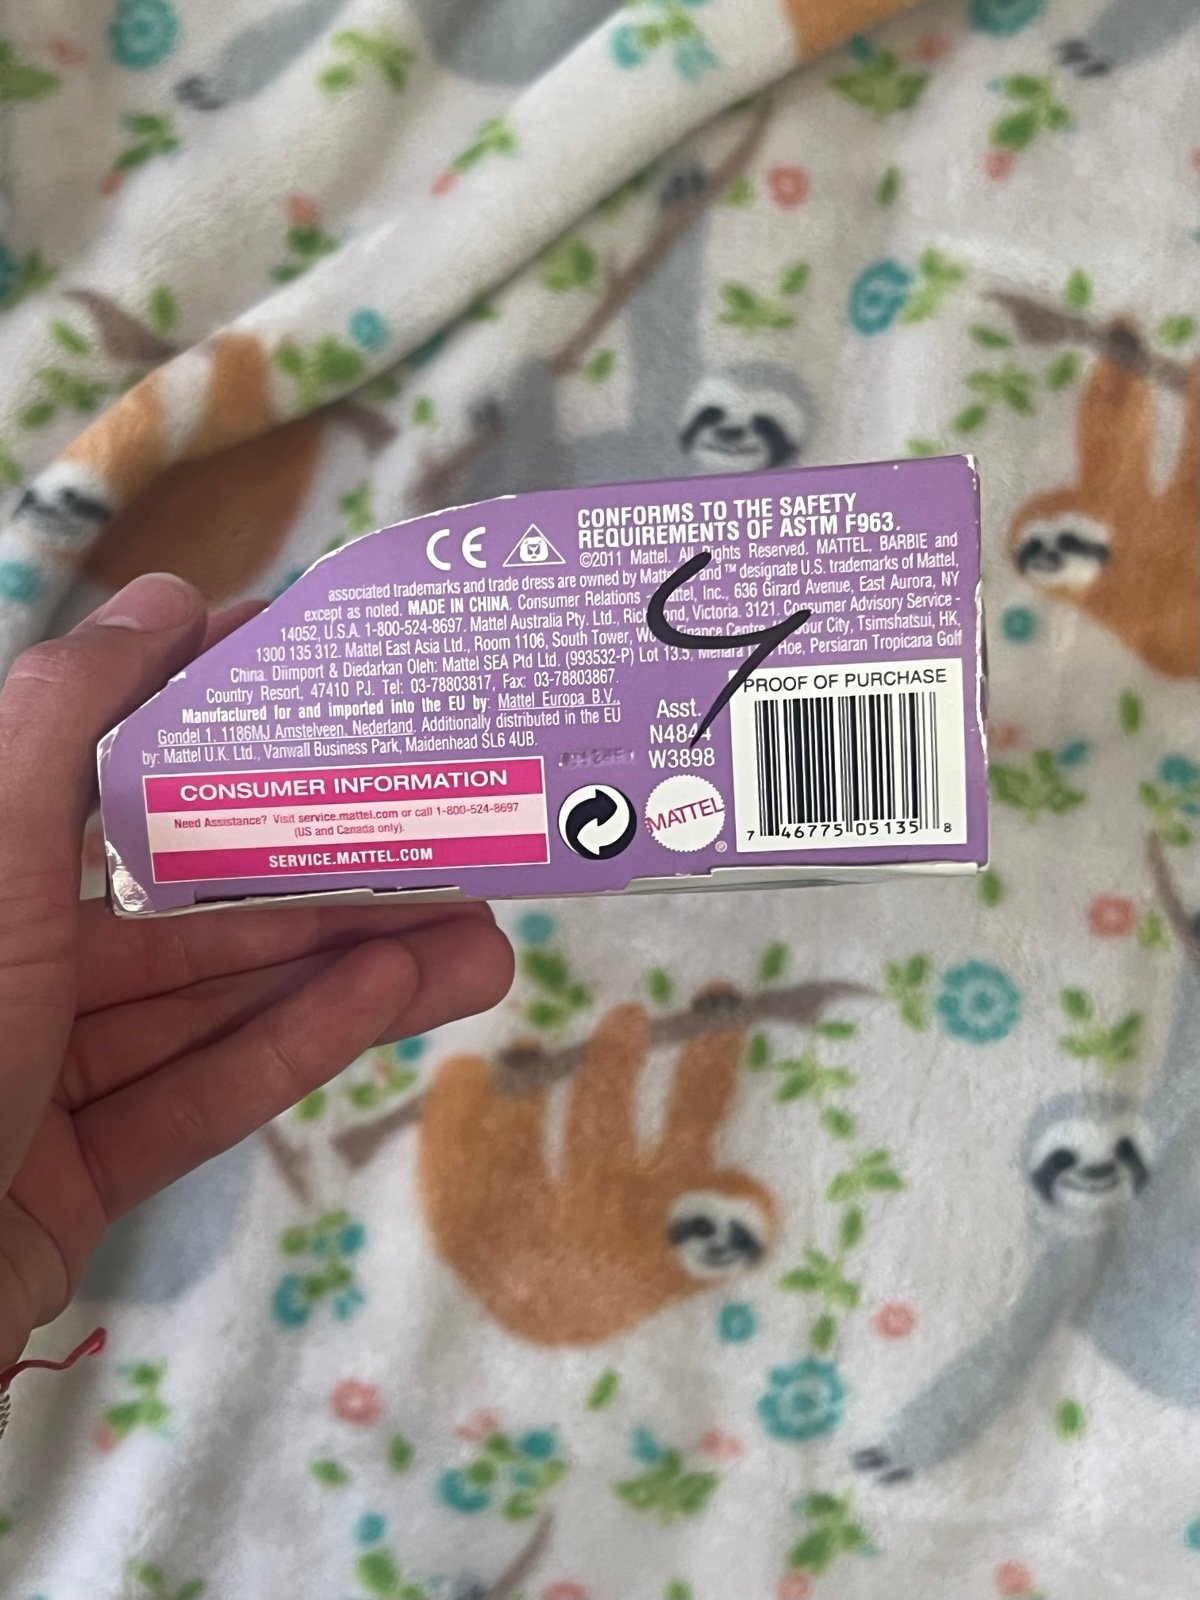 CE
CONFORMS TO THE SAFETY
REQUIREMENTS OF ASTM F963.
©2011 Mattel. All Rights Reserved. MATTEL, BARBIE and
associated trademarks and trade dress are owned by and ™ designate U.S. trademarks of Mattel,
except as noted. MADE IN CHINA. Consumer Relations - Mattel, Inc., 636 Girard Avenue, East Aurora, NY
14052, U.S.A. 1-800-524-8697. Mattel Australia Pty. Ltd., Richmond, Victoria. 3121. Consumer Advisory Service -
1300 135 312. Mattel East Asia Ltd., Room 1106, South Tower, Finance Centre, City, Tsimshatsui, HK,
China. Diimport & Diedarkan Oleh: Mattel SEA Ptd Ltd. (993532-P) Lot 13.5, Menara Hoe, Persiaran Tropicana Golf
Country Resort, 47410 PJ. Tel: 03-78803817, Fax: 03-78803867.
Manufactured for and imported into the EU by: Mattel Europa B.V.,
Gondel 1, 1186MJ Amstelveen, Nederland. Additionally distributed in the EU
by: Mattel U.K. Ltd., Vanwall Business Park, Maidenhead SL6 4UB.
CONSUMER INFORMATION
Need Assistance? Visit service.mattel.com or call 1-800-524-8697
(US and Canada only).
SERVICE.MATTEL.COM
Asst.
N4844
W3898
MATTEL
®
PROOF OF PURCHASE
7 46775 05135 8